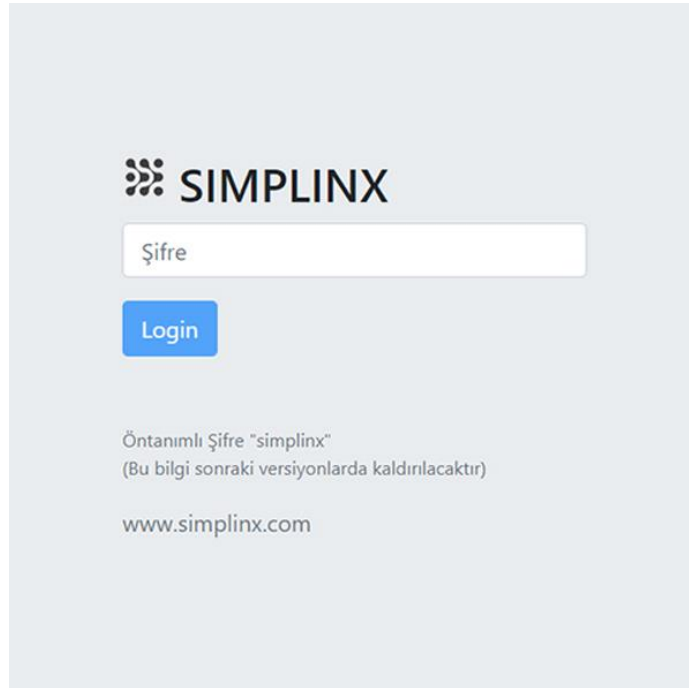 SIMPLINX
Şifre
Login
Öntanımlı Şifre "simplinx"
(Bu bilgi sonraki versiyonlarda kaldırılacaktır)
www.simplinx.com